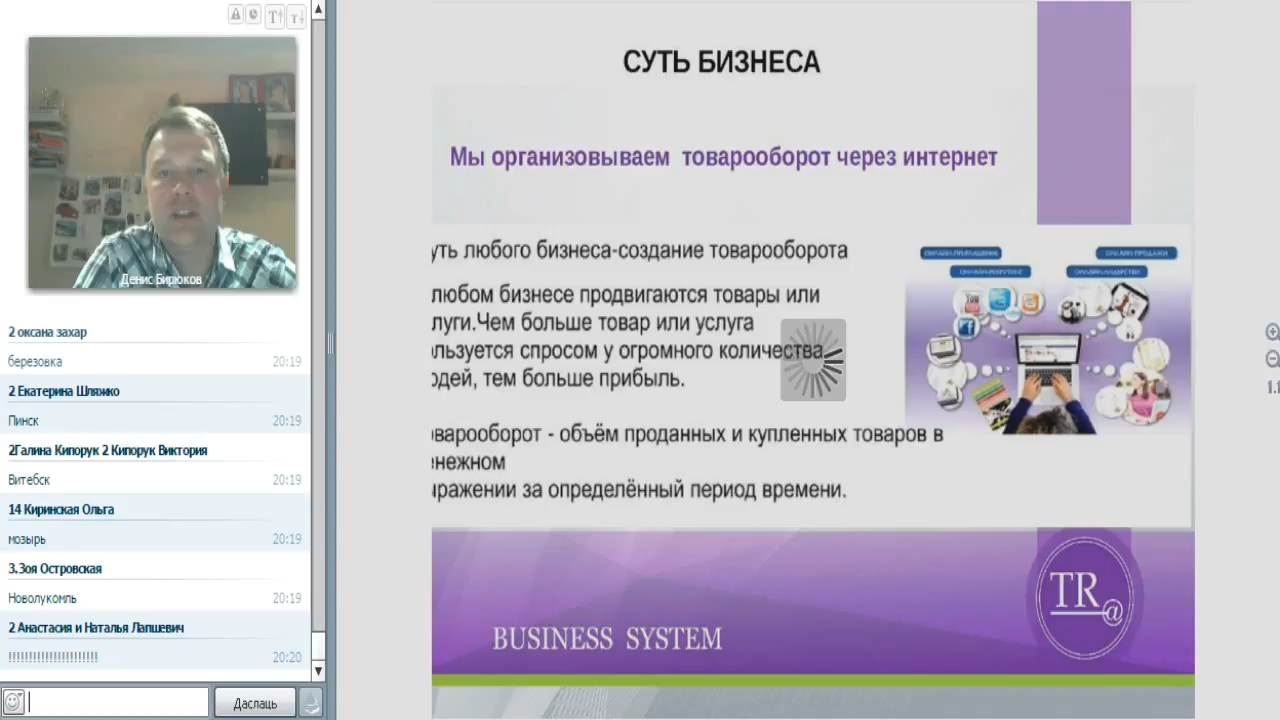 Денис Бирюков
2 оксана захар
березовка 20:19
2 Екатерина Шляжко
Пинск 20:19
2Галина Кипорук 2 Кипорук Виктория
Витебск 20:19
14 Киринская Ольга
мозырь 20:19
3.Зоя Островская
Новолукомль 20:19
2 Анастасия и Наталья Лапшевич
!!!!!!!!!!!!!!!!!!!!!! 20:20
Даслаць
СУТЬ БИЗНЕСА
Мы организовываем товарооборот через интернет
уть любого бизнеса-создание товарооборота
любом бизнесе продвигаются товары или
луги.Чем больше товар или услуга
ользуется спросом у огромного количества
юдей, тем больше прибыль.
оварооборот - объём проданных и купленных товаров в
енежном
ыражении за определённый период времени.
ОНЛАЙН-ПРОДАЖИ
BUSINESS SYSTEM
TR@